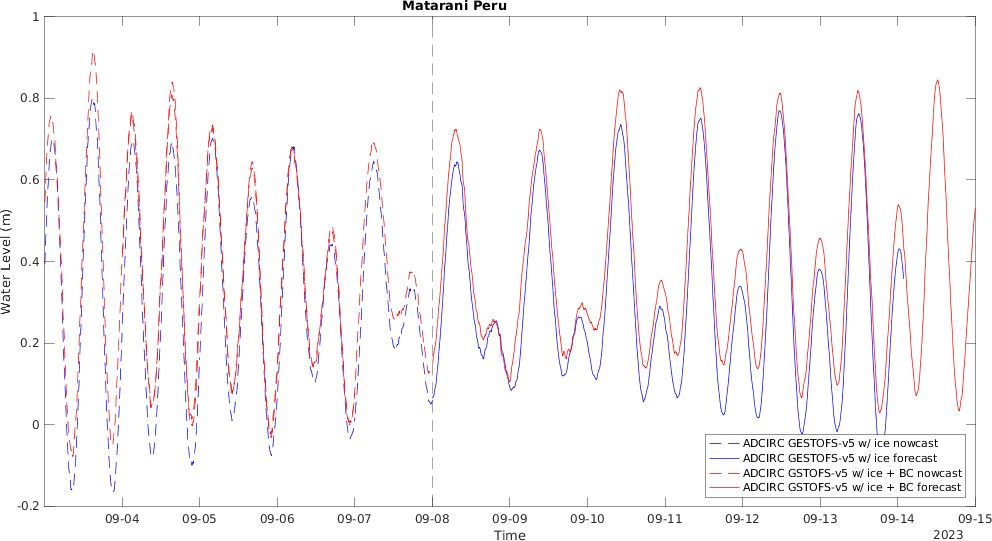 Matarani Peru
Water Level (m)
1
0.8
0.6
0.4
0.2
0
-0.2
09-04 09-05 09-06 09-07 09-08 09-09 09-10 09-11 09-12 09-13 09-14 09-15
Time
2023
ADCIRC GESTOFS-v5 w/ ice nowcast
ADCIRC GESTOFS-v5 w/ ice forecast
ADCIRC GSTOFS-v5 w/ ice + BC nowcast
ADCIRC GSTOFS-v5 w/ ice + BC forecast